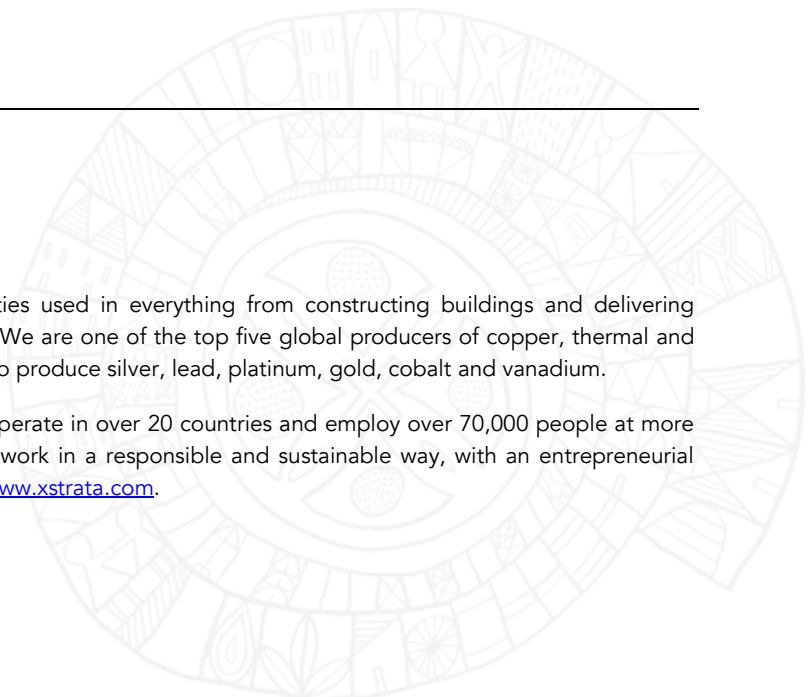 ties used in everything from constructing buildings and delivering
We are one of the top five global producers of copper, thermal and
o produce silver, lead, platinum, gold, cobalt and vanadium.
perate in over 20 countries and employ over 70,000 people at more
work in a responsible and sustainable way, with an entrepreneurial
ww.xstrata.com.